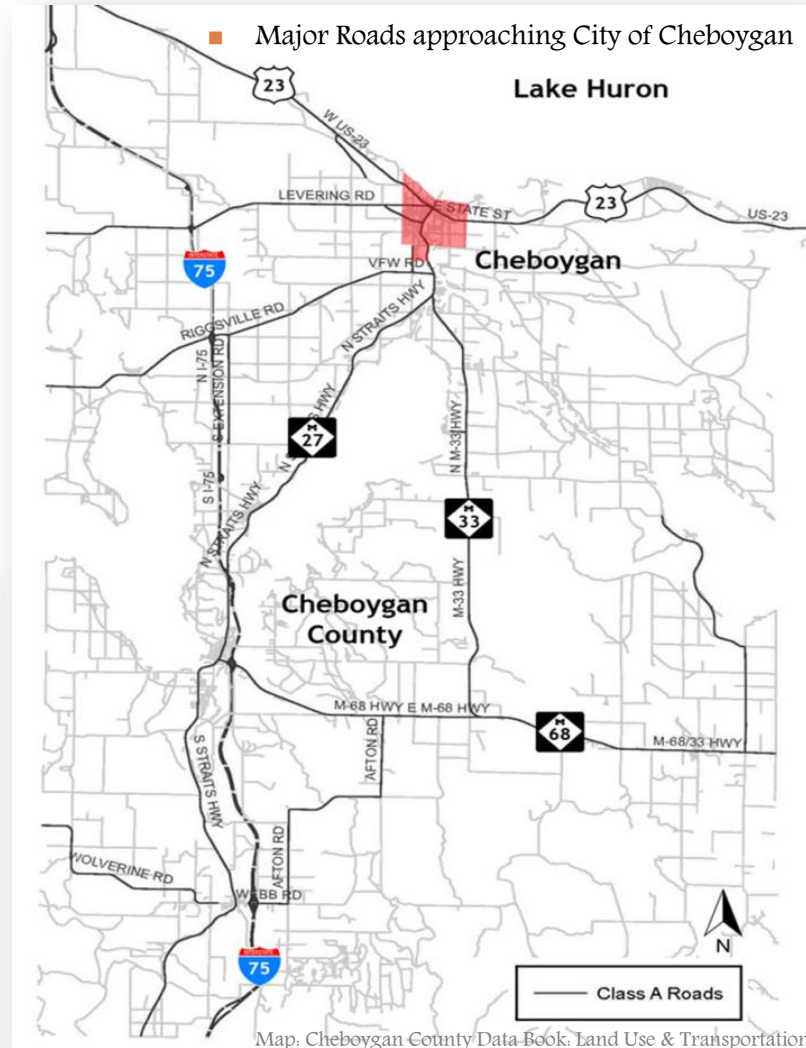 Major Roads approaching City of Cheboygan
23
Lake Huron
W US-23
LEVERING RD
E STATE ST
23
US-23
75
VFW RD
Cheboygan
RIGGSVILLE RD
N STRAITS HWY
N I-75
S EXTENSION RD
M
27
N M-33 HWY
S I-75
N STRAITS HWY
M
33
Cheboygan
County
M-33 HWY
M-68 HWY E M-68 HWY
M
68
M-68/33 HWY
AFTON RD
S STRAITS HWY
AFTON RD
WOLVERINE RD
WEBB RD
N
75
Class A Roads
Map: Cheboygan County Data Book: Land Use & Transportation